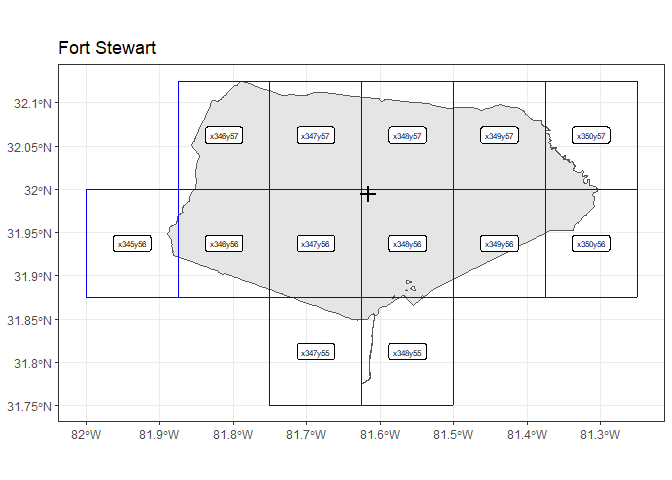 Fort Stewart
32.1°N
x346y57 x347y57 x348y57 x349y57 x350y57
32.05°N
32°N
31.95°N
x345y56 x346y56 x347y56 x348y56 x349y56 x350y56
31.9°N
31.85°N
x347y55 x348y55
31.8°N
31.75°N
82°W 81.9°W 81.8°W 81.7°W 81.6°W 81.5°W 81.4°W 81.3°W